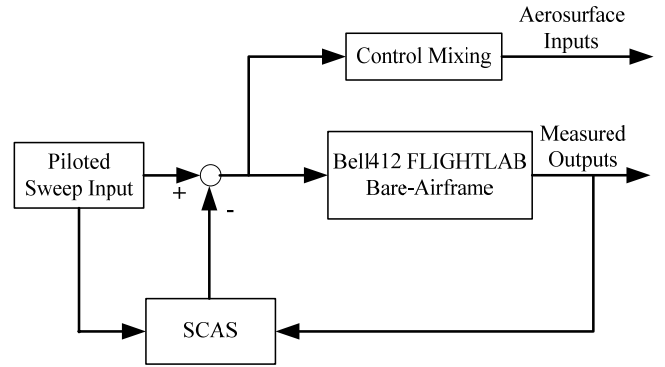 Aerosurface
Inputs
Control Mixing
Piloted
Sweep Input
+
-
Bell412 FLIGHTLAB
Bare-Airframe
Measured
Outputs
SCAS